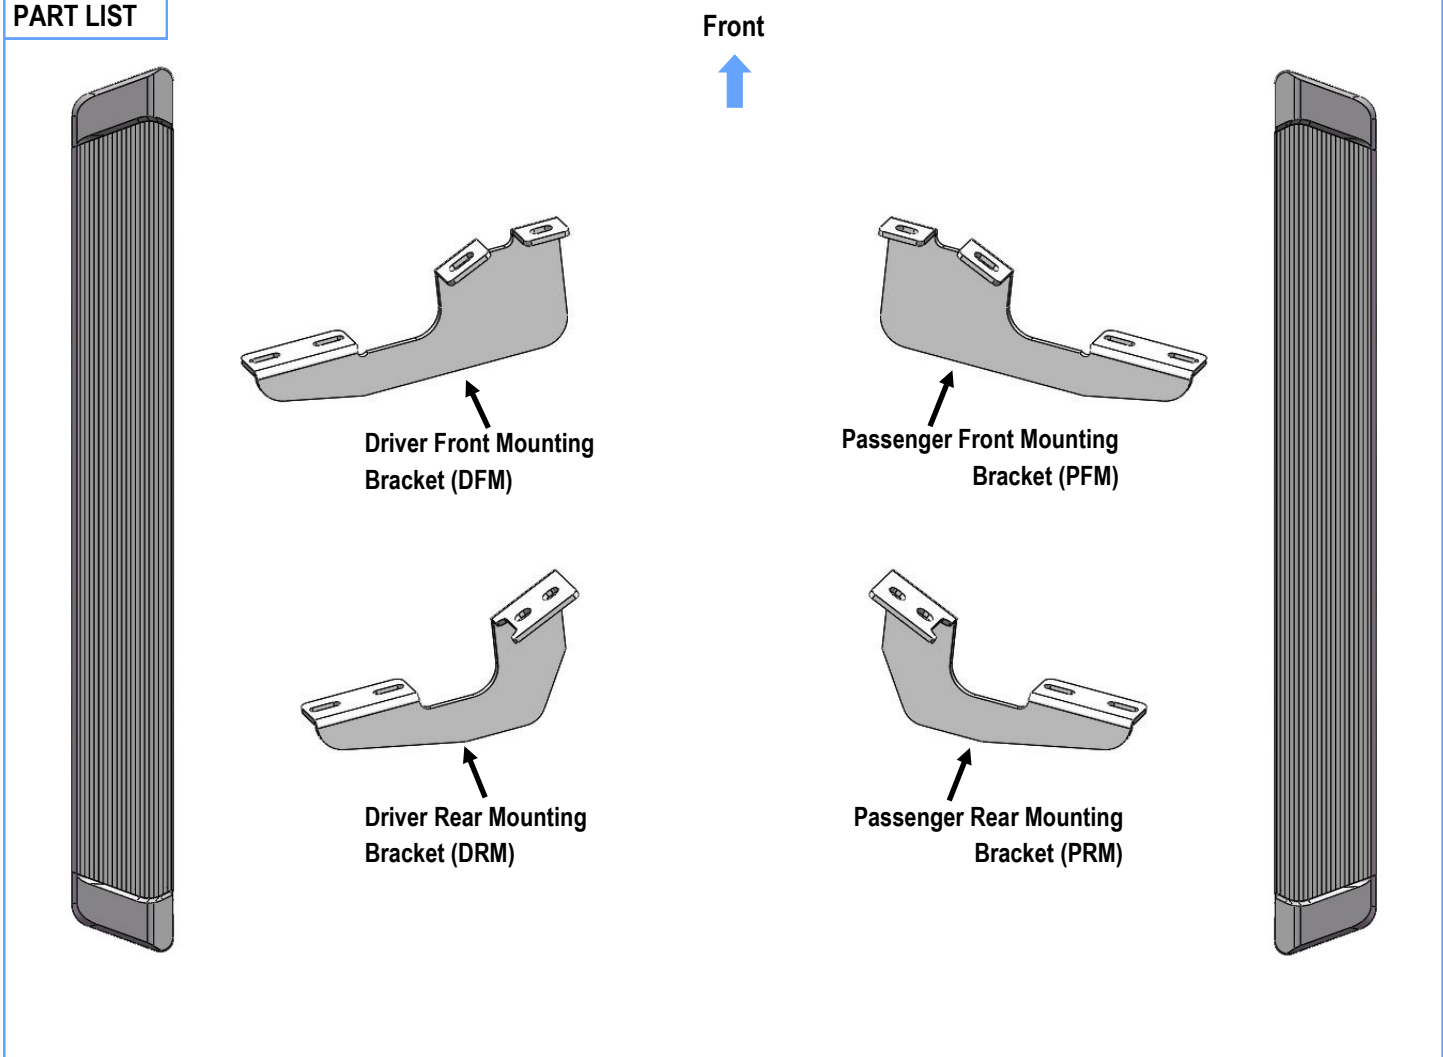 PART LIST
Front
Driver Front Mounting
Bracket (DFM)
Passenger Front Mounting
Bracket (PFM)
Driver Rear Mounting
Bracket (DRM)
Passenger Rear Mounting
Bracket (PRM)